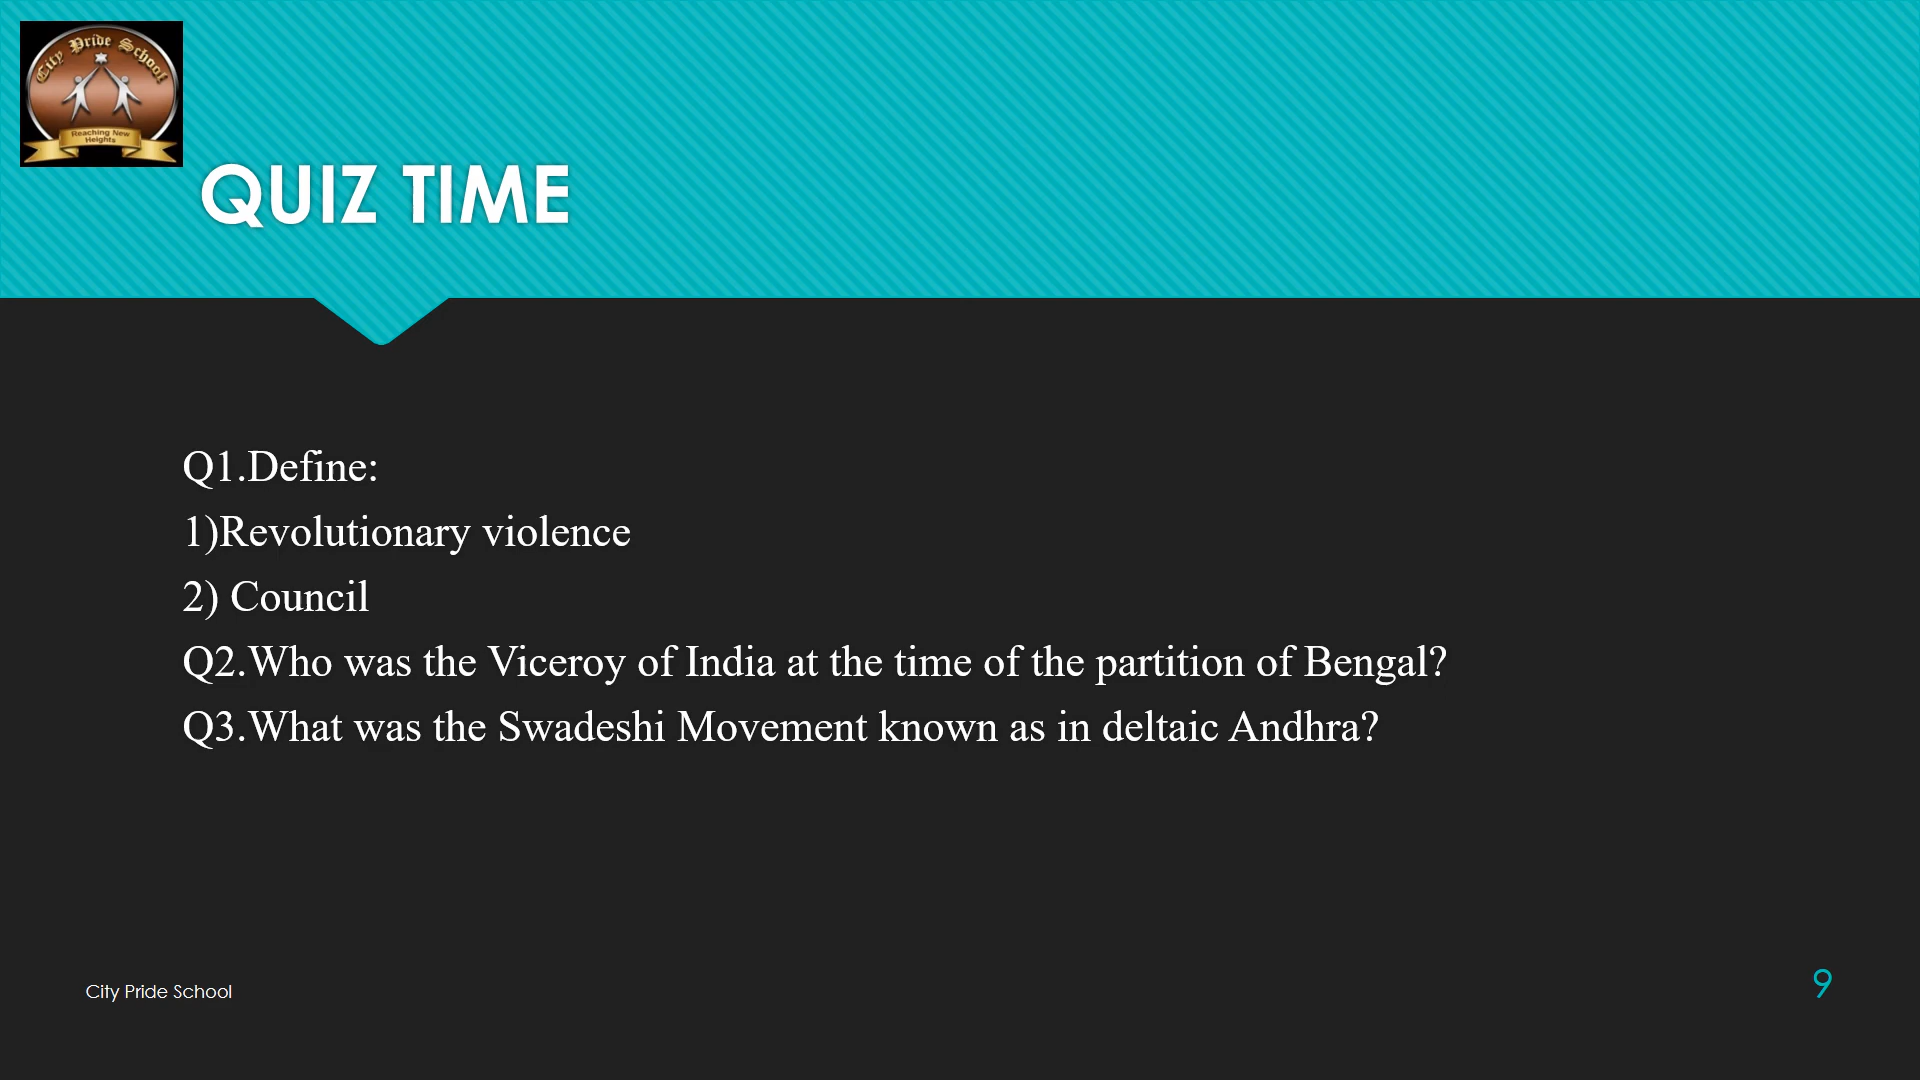 City Pride School
Reaching New
Heights
QUIZ TIME
Q1.Define:
1)Revolutionary violence
2) Council
Q2.Who was the Viceroy of India at the time of the partition of Bengal?
Q3.What was the Swadeshi Movement known as in deltaic Andhra?
City Pride School
9